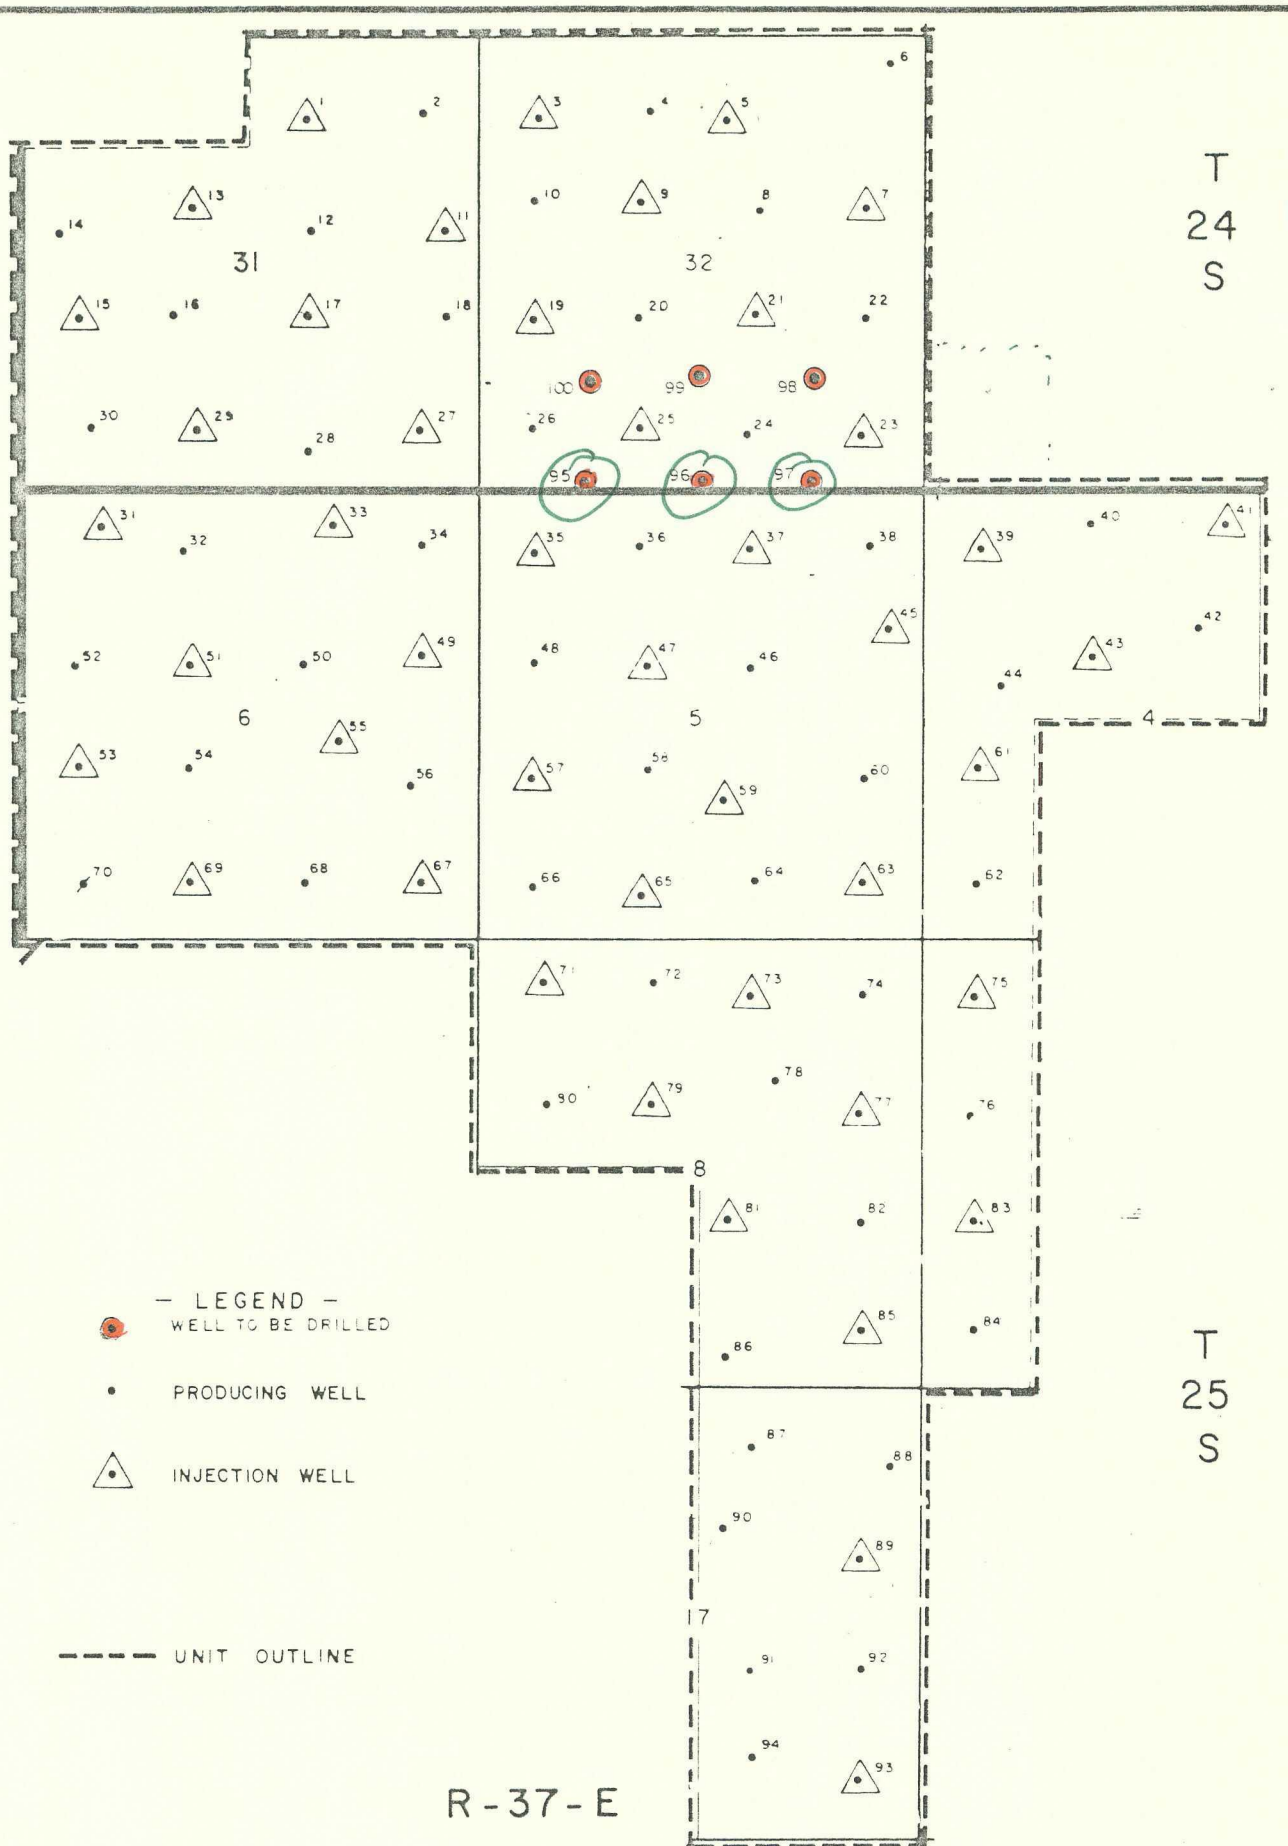 6
1 2 3 4 5
T
24
S
13 10 9 8 7
14 12 11
31 32
15 16 17 18 19 20 21 22
100 99 98
30 29 28 27 26 25 24 23
95 96 97
31 32 33 34 35 36 37 38 39 40 41
45 42
52 51 50 49 48 47 46 44 43
6 5 4
53 54 55 56 57 58 59 60 61
70 69 68 67 66 65 64 63 62
71 72 73 74 75
80 79 78 77 76
8
81 82 83
- LEGEND -
WELL TO BE DRILLED
85 84
86
T
25
S
PRODUCING WELL
87 88
INJECTION WELL
90 89
17
UNIT OUTLINE
91 92
94 93
R-37-E